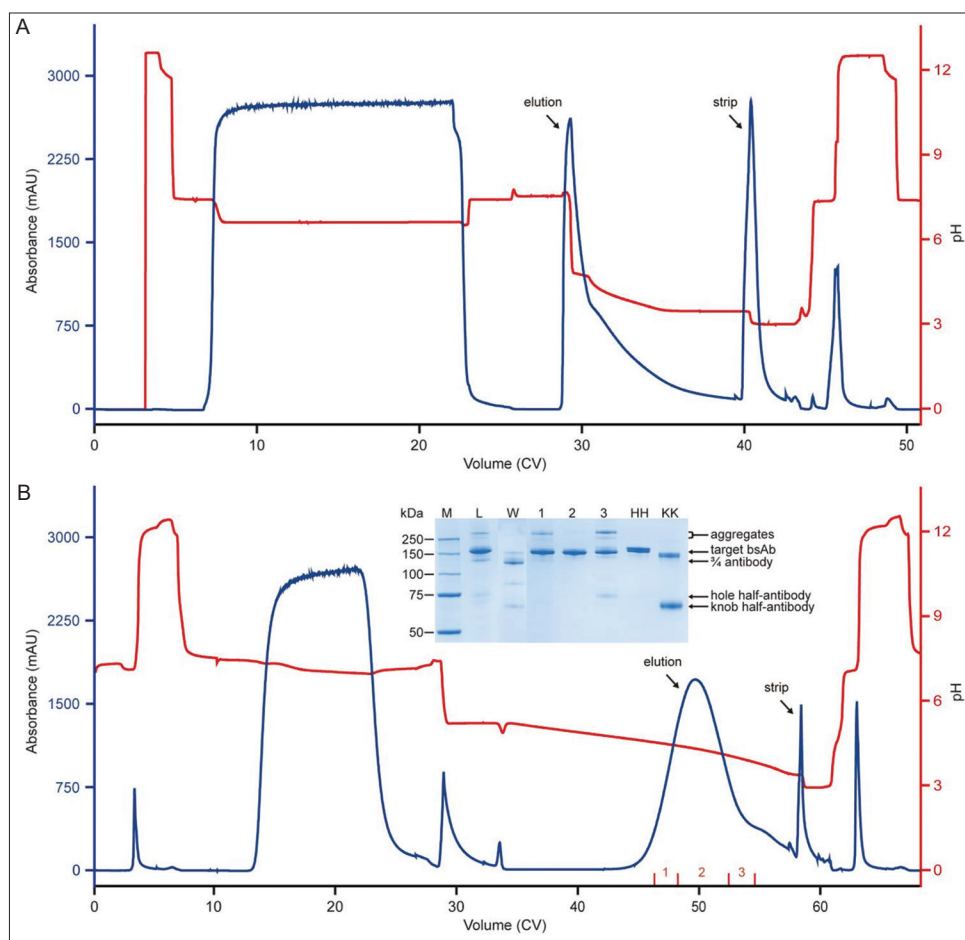 A
Absorbance (mAU)
3000
2250
1500
750
0
elution
strip
12
9
6
3
0
pH
0 10 20 30 40 50
Volume (CV)
B
Absorbance (mAU)
3000
2250
1500
750
0
kDa M L W 1 2 3 HH KK
250
150
100
75
50
aggregates
target bsAb
¾ antibody
hole half-antibody
knob half-antibody
elution
strip
1 2 3
12
9
6
3
0
pH
0 10 20 30 40 50 60
Volume (CV)